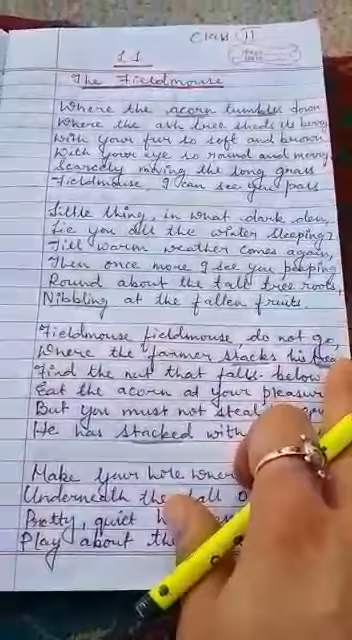 Class II
11
The Fieldmouse
Where the acorn tumbles down
Where the ash tree sheds its berry
With your fur so soft and brown
With your eye so round and merry
Scarcely moving the long grass
Fieldmouse, I can see you pass
Little thing, in what dark den,
Lie you all the winter sleeping?
Till warm weather comes again,
Then once more I see you peeping
Round about the tall tree roots,
Nibbling at the fallen fruits.
Fieldmouse fieldmouse, do not go,
Where the farmer stacks his
Find the nut that falls below
Eat the acorn at your pleasure
But you must not steal the
He has stacked with
Make your hole where
Underneath the tall
Pretty, quiet
Play about the